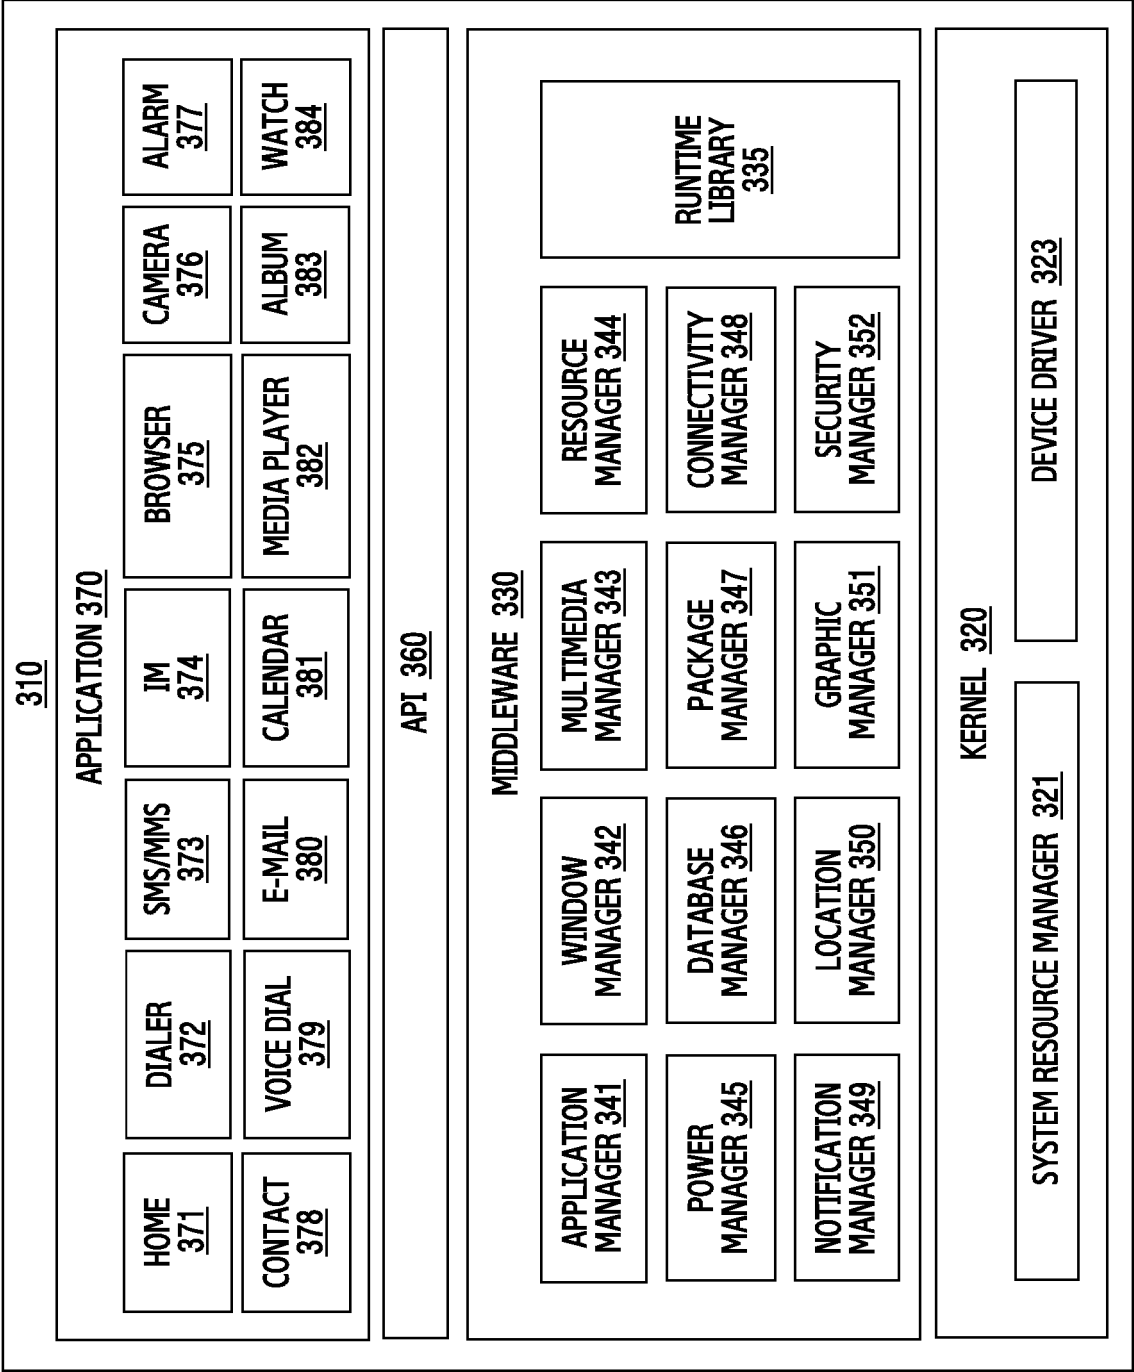 310
APPLICATION 370
HOME
371
DIALER
372
SMS/MMS
373
IM
374
BROWSER
375
CAMERA
376
ALARM
377
CONTACT
378
VOICE DIAL
379
E-MAIL
380
CALENDAR
381
MEDIA PLAYER
382
ALBUM
383
WATCH
384
API 360
MIDDLEWARE 330
APPLICATION
MANAGER 341
WINDOW
MANAGER 342
MULTIMEDIA
MANAGER 343
RESOURCE
MANAGER 344
POWER
MANAGER 345
DATABASE
MANAGER 346
PACKAGE
MANAGER 347
CONNECTIVITY
MANAGER 348
NOTIFICATION
MANAGER 349
LOCATION
MANAGER 350
GRAPHIC
MANAGER 351
SECURITY
MANAGER 352
RUNTIME
LIBRARY
335
KERNEL 320
SYSTEM RESOURCE MANAGER 321
DEVICE DRIVER 323